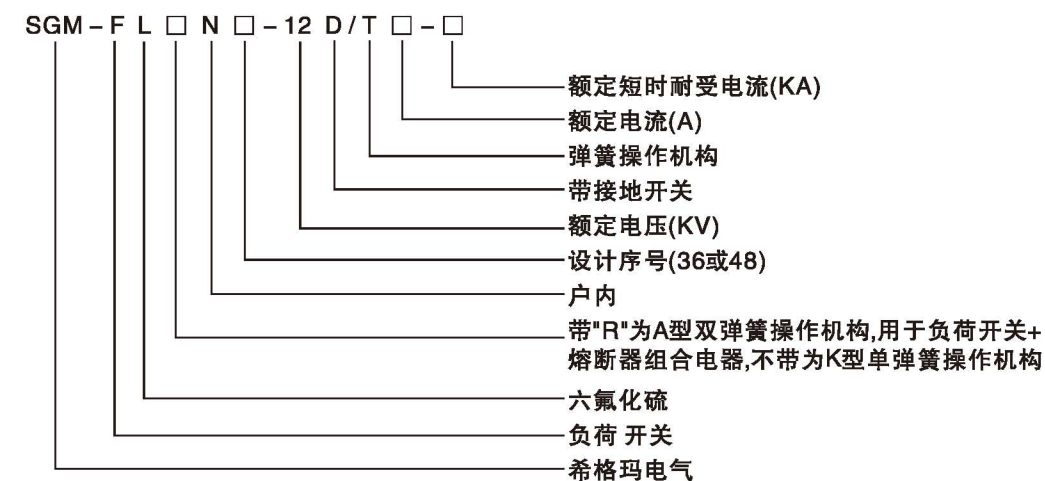 SGM-FL□N□-12D/T□-□
额定短时耐受电流(KA)
额定电流(A)
弹簧操作机构
带接地开关
额定电压(KV)
设计序号(36或48)
户内
带"R"为A型双弹簧操作机构,用于负荷开关+
熔断器组合电器,不带为K型单弹簧操作机构
六氟化硫
负荷 开关
希格玛电气